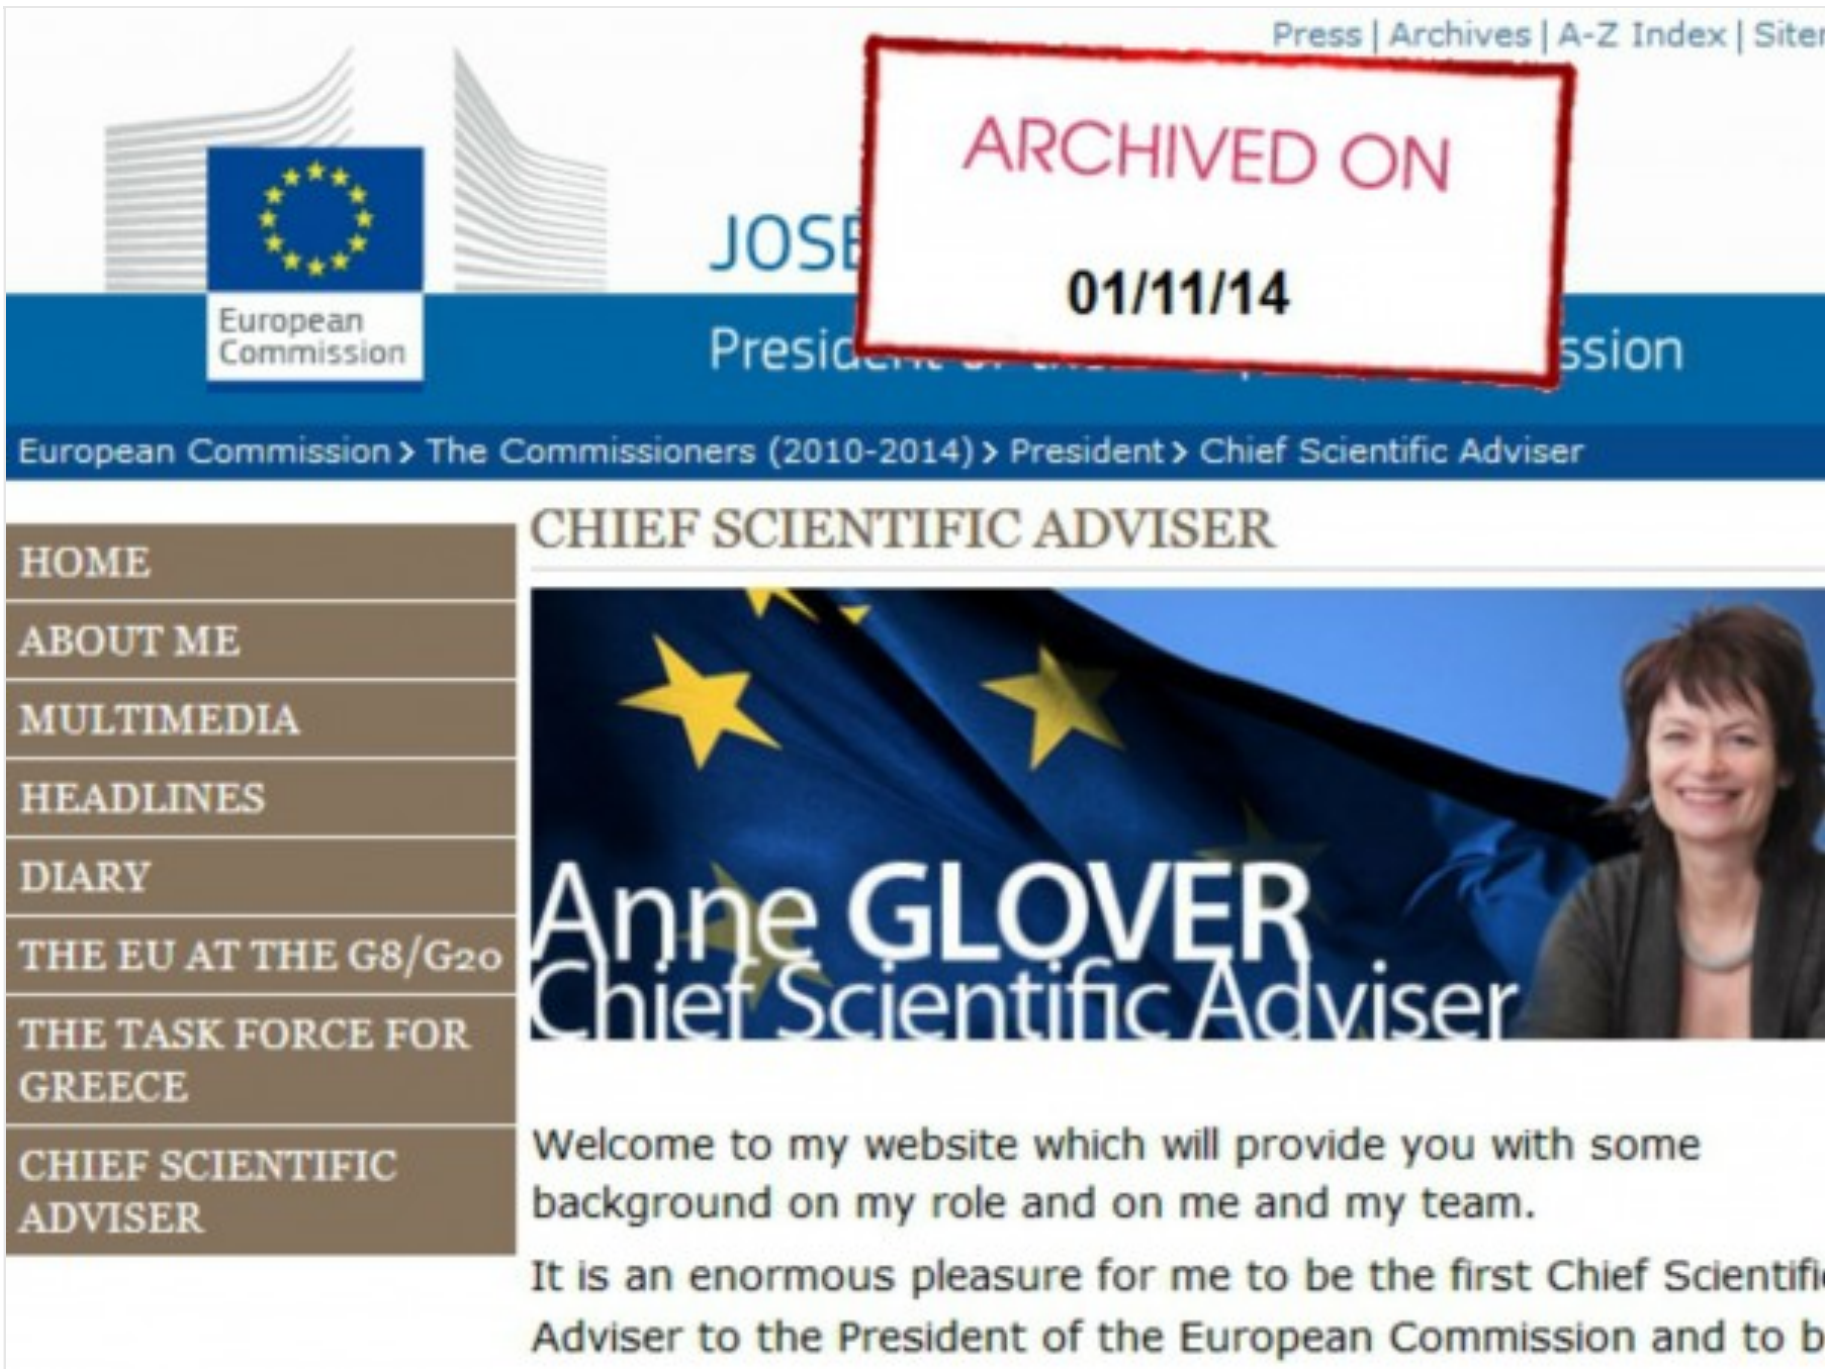 Press | Archives | A-Z Index |
ARCHIVED ON
01/11/14
JOSÉ
European
Commission
European Commission > The Commissioners (2010-2014) > President > Chief Scientific Adviser
HOME
ABOUT ME
MULTIMEDIA
HEADLINES
DIARY
THE EU AT THE G8/G20
THE TASK FORCE FOR
GREECE
CHIEF SCIENTIFIC
ADVISER
CHIEF SCIENTIFIC ADVISER
Anne GLOVER
Chief Scientific Adviser
Welcome to my website which will provide you with some
background on my role and on me and my team.
It is an enormous pleasure for me to be the first Chief
Adviser to the President of the European Commission and to